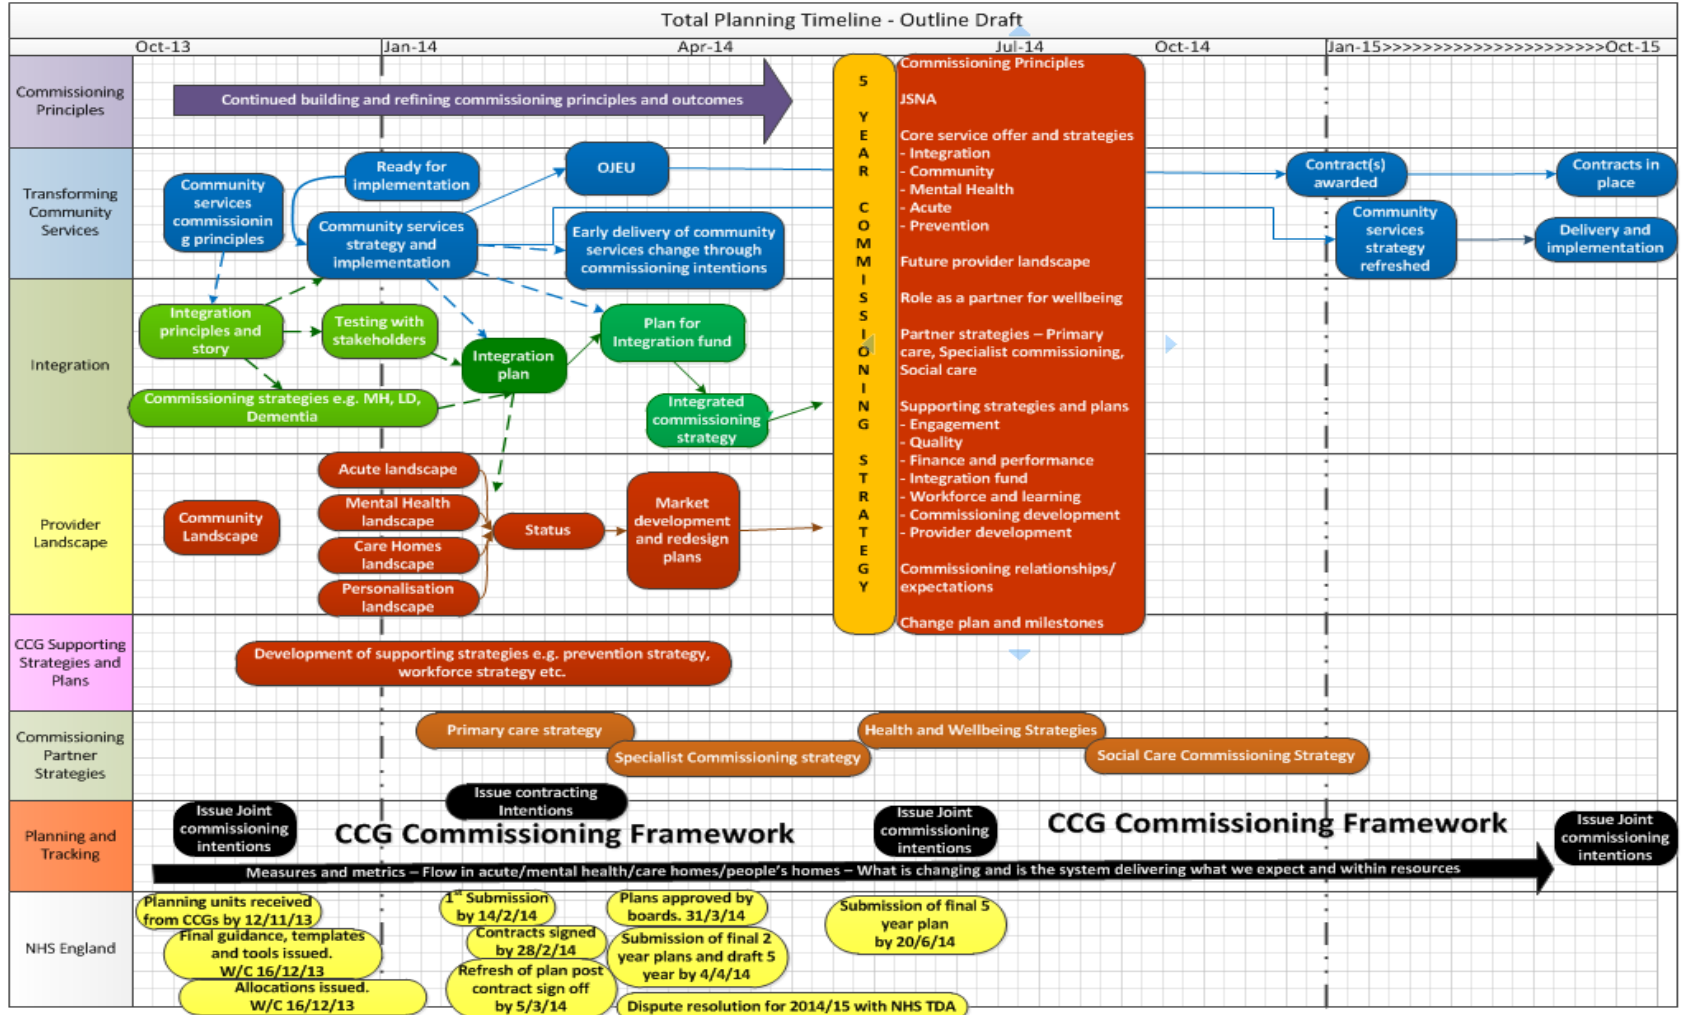 Total Planning Timeline - Outline Draft
Oct-13
Jan-14
Apr-14
Jul-14
Oct-14
Jan-15>>>>>>>>>>>>>>>>>>>>>>Oct-15
Commissioning
Principles
Continued building and refining commissioning principles and outcomes
5 YEAR COMMISSIONING STRATEGY
Commissioning Principles
JSNA
Core service offer and strategies
- Integration
- Community
- Mental Health
- Acute
- Prevention
Future provider landscape
Role as a partner for wellbeing
Partner strategies – Primary
care, Specialist commissioning,
Social care
Supporting strategies and plans
- Engagement
- Quality
- Finance and performance
- Integration fund
- Workforce and learning
- Commissioning development
- Provider development
Commissioning relationships/
expectations
Change plan and milestones
Transforming
Community
Services
Community
services
commissionin
g principles
Ready for
implementation
Community services
strategy and
implementation
OJEU
Early delivery of community
services change through
commissioning intentions
Contract(s)
awarded
Contracts in
place
Community
services
strategy
refreshed
Delivery and
implementation
Integration
Integration
principles and
story
Testing with
stakeholders
Commissioning strategies e.g. MH, LD,
Dementia
Integration
plan
Plan for
Integration fund
Integrated
commissioning
strategy
Provider
Landscape
Community
Landscape
Acute landscape
Mental Health
landscape
Care Homes
landscape
Personalisation
landscape
Status
Market
development
and redesign
plans
CCG Supporting
Strategies and
Plans
Development of supporting strategies e.g. prevention strategy,
workforce strategy etc.
Commissioning
Partner
Strategies
Primary care strategy
Specialist Commissioning strategy
Health and Wellbeing Strategies
Social Care Commissioning Strategy
Planning and
Tracking
Issue Joint
commissioning
intentions
Issue contracting
Intentions
CCG Commissioning Framework
Issue Joint
commissioning
intentions
CCG Commissioning Framework
Issue Joint
commissioning
intentions
Measures and metrics – Flow in acute/mental health/care homes/people's homes – What is changing and is the system delivering what we expect and within resources
NHS England
Planning units received
from CCGs by 12/11/13
Final guidance, templates
and tools issued.
W/C 16/12/13
Allocations issued.
W/C 16/12/13
1st Submission
by 14/2/14
Contracts signed
by 28/2/14
Refresh of plan post
contract sign off
by 5/3/14
Plans approved by
boards. 31/3/14
Submission of final 2
year plans and draft 5
year by 4/4/14
Dispute resolution for 2014/15 with NHS TDA
Submission of final 5
year plan
by 20/6/14